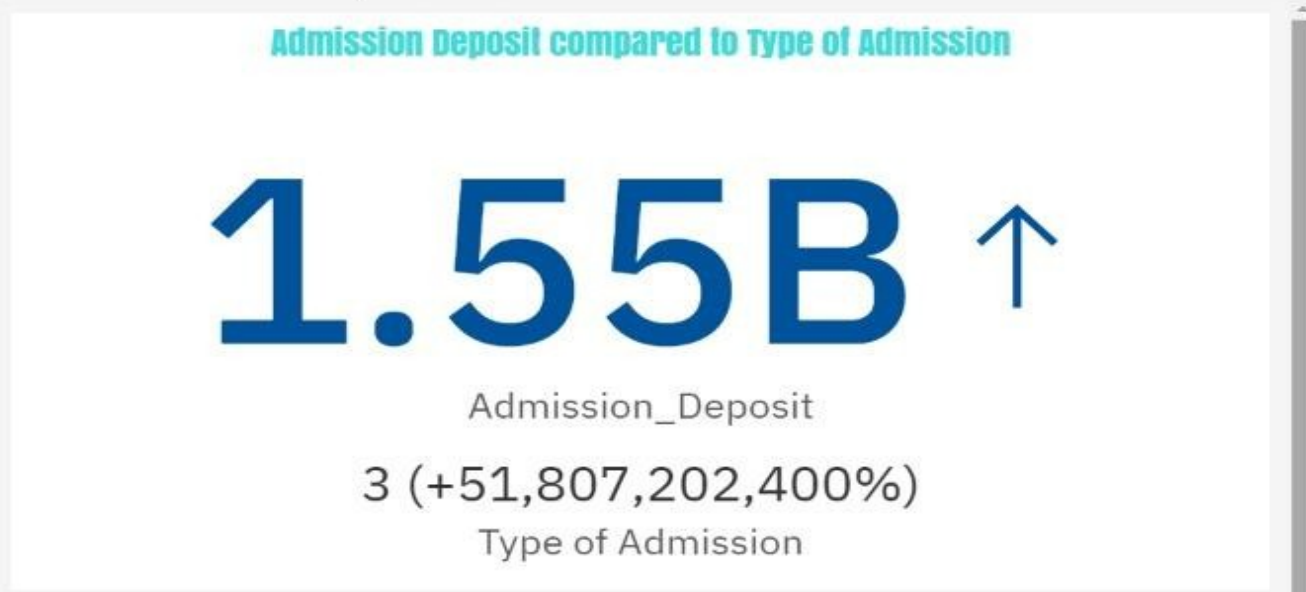 Admission Deposit compared to Type of Admission
1.55B ↑
Admission_Deposit
3 (+51,807,202,400%)
Type of Admission